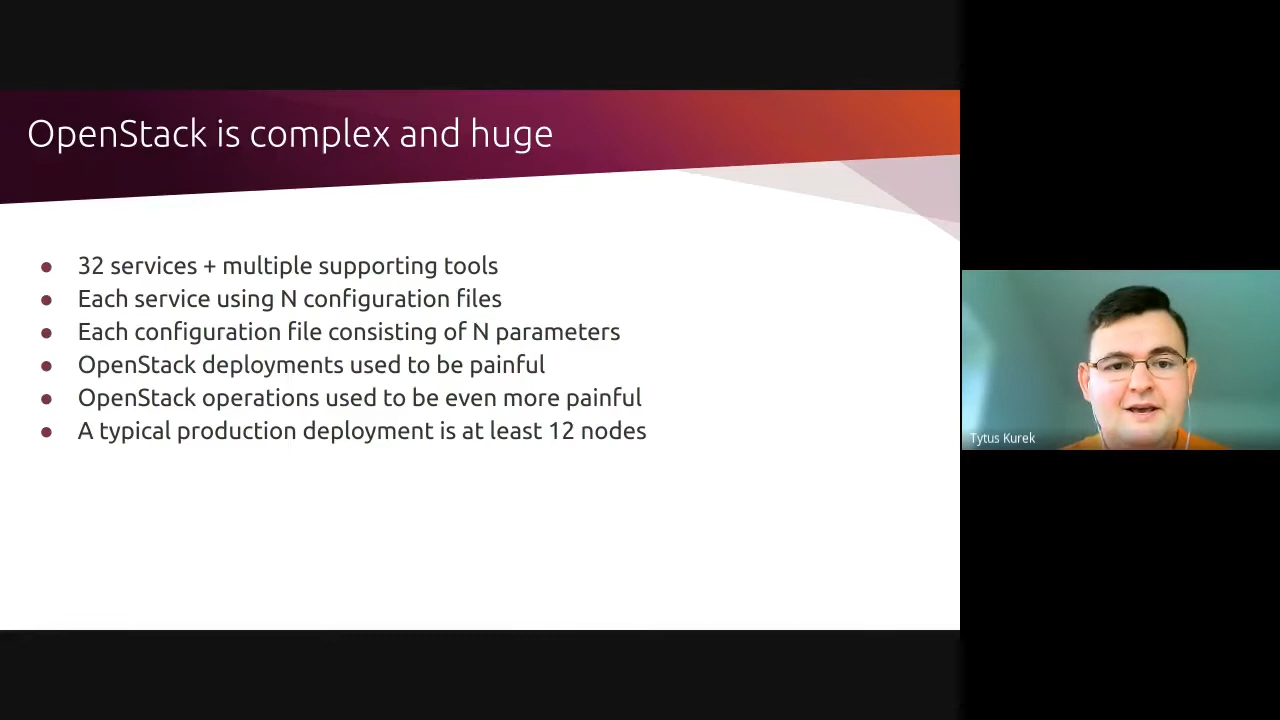 OpenStack is complex and huge
● 32 services + multiple supporting tools
● Each service using N configuration files
● Each configuration file consisting of N parameters
● OpenStack deployments used to be painful
● OpenStack operations used to be even more painful
● A typical production deployment is at least 12 nodes
Tytus Kurek